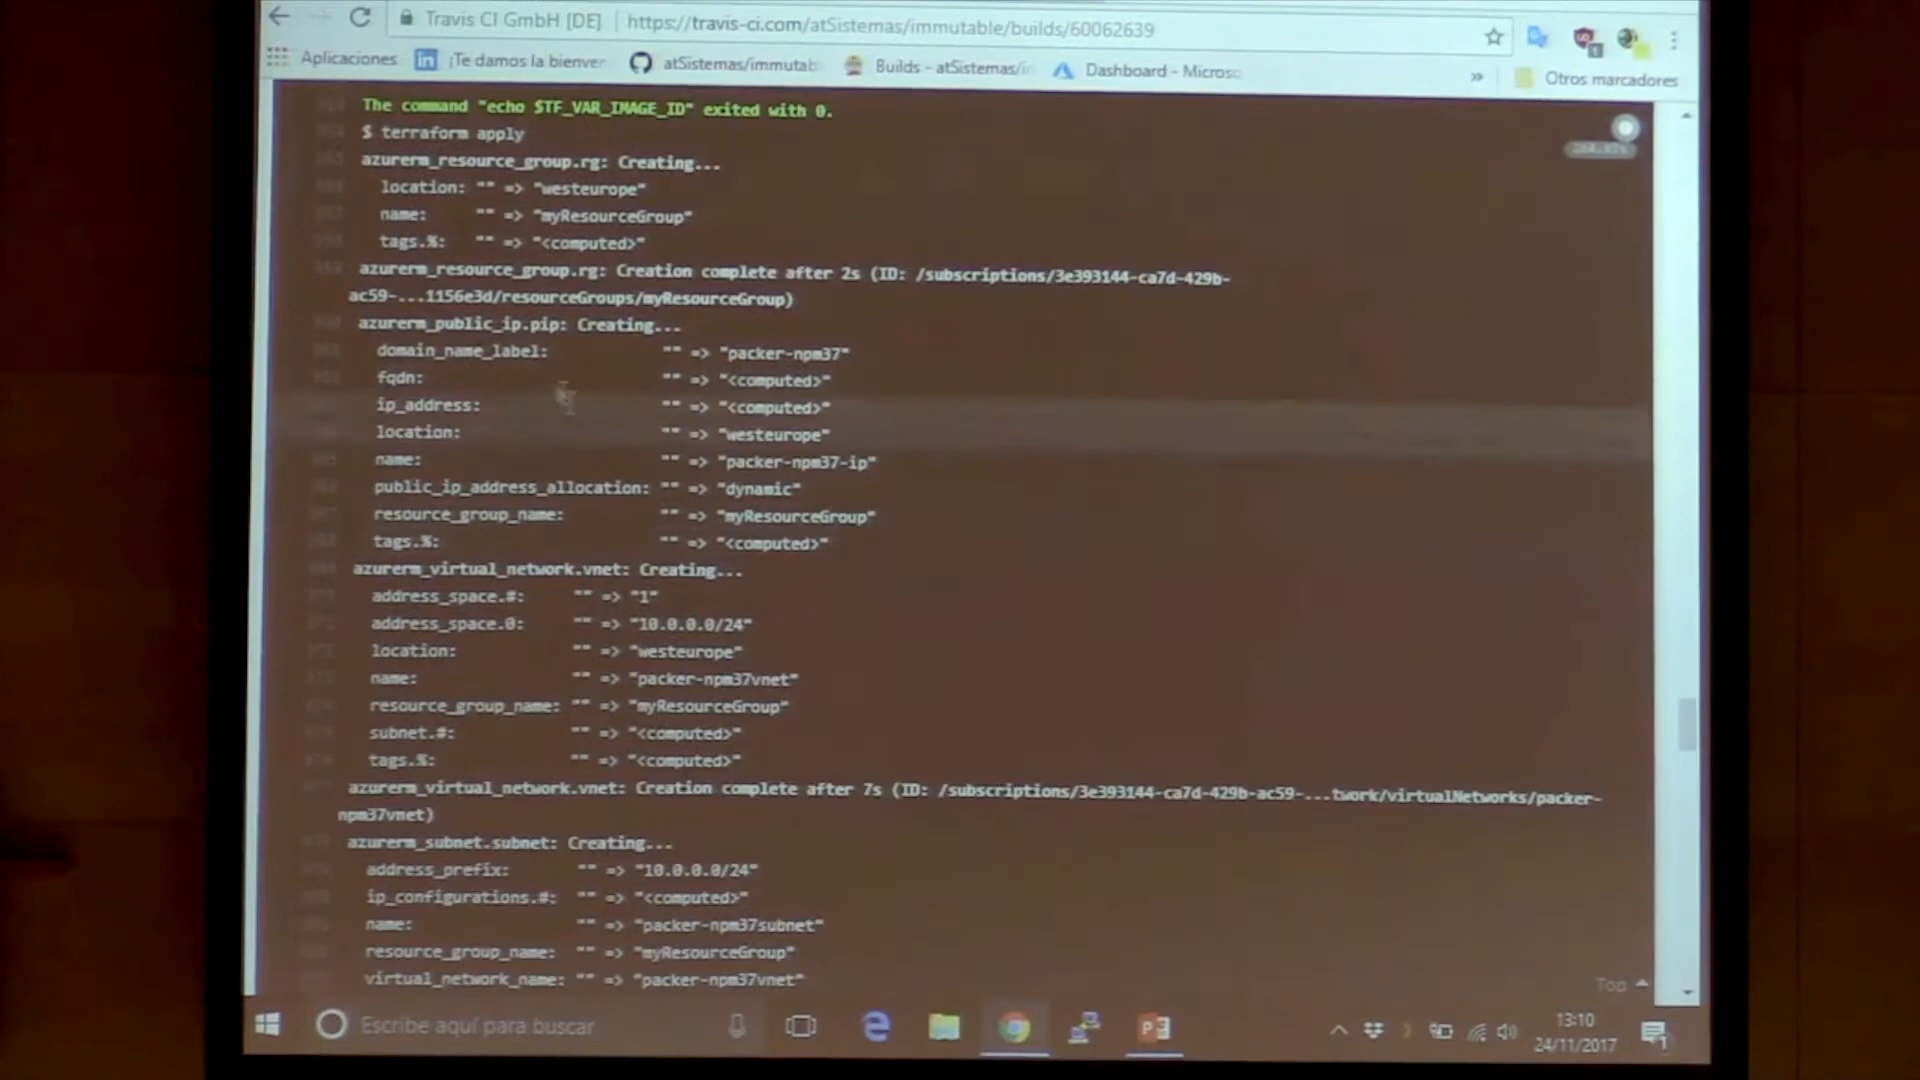 Travis CI GmbH [DE] | https://travis-ci.com/atSistemas/immutable/builds/60062639
Aplicaciones ¡Te damos la bienven atSistemas/immutab Builds - atSistemas/i Dashboard - Microso » Otros marcadores
The command "echo $TF_VAR_IMAGE_ID" exited with 0.
$ terraform apply
azurerm_resource_group.rg: Creating...
location: "" => "westeurope"
name: "" => "myResourceGroup"
tags.%: "" => "<computed>"
azurerm_resource_group.rg: Creation complete after 2s (ID: /subscriptions/3e393144-ca7d-429b-
ac59-...1156e3d/resourceGroups/myResourceGroup)
azurerm_public_ip.pip: Creating...
domain_name_label: "" => "packer-npm37"
fqdn: "" => "<computed>"
ip_address: "" => "<computed>"
location: "" => "westeurope"
name: "" => "packer-npm37-ip"
public_ip_address_allocation: "" => "dynamic"
resource_group_name: "" => "myResourceGroup"
tags.%: "" => "<computed>"
azurerm_virtual_network.vnet: Creating...
address_space.#: "" => "1"
address_space.0: "" => "10.0.0.0/24"
location: "" => "westeurope"
name: "" => "packer-npm37vnet"
resource_group_name: "" => "myResourceGroup"
subnet.#: "" => "<computed>"
tags.%: "" => "<computed>"
azurerm_virtual_network.vnet: Creation complete after 7s (ID: /subscriptions/3e393144-ca7d-429b-ac59-...twork/virtualNetworks/packer-
npm37vnet)
azurerm_subnet.subnet: Creating...
address_prefix: "" => "10.0.0.0/24"
ip_configurations.#: "" => "<computed>"
name: "" => "packer-npm37subnet"
resource_group_name: "" => "myResourceGroup"
virtual_network_name: "" => "packer-npm37vnet"
Top
Escribe aquí para buscar
13:10
24/11/2017